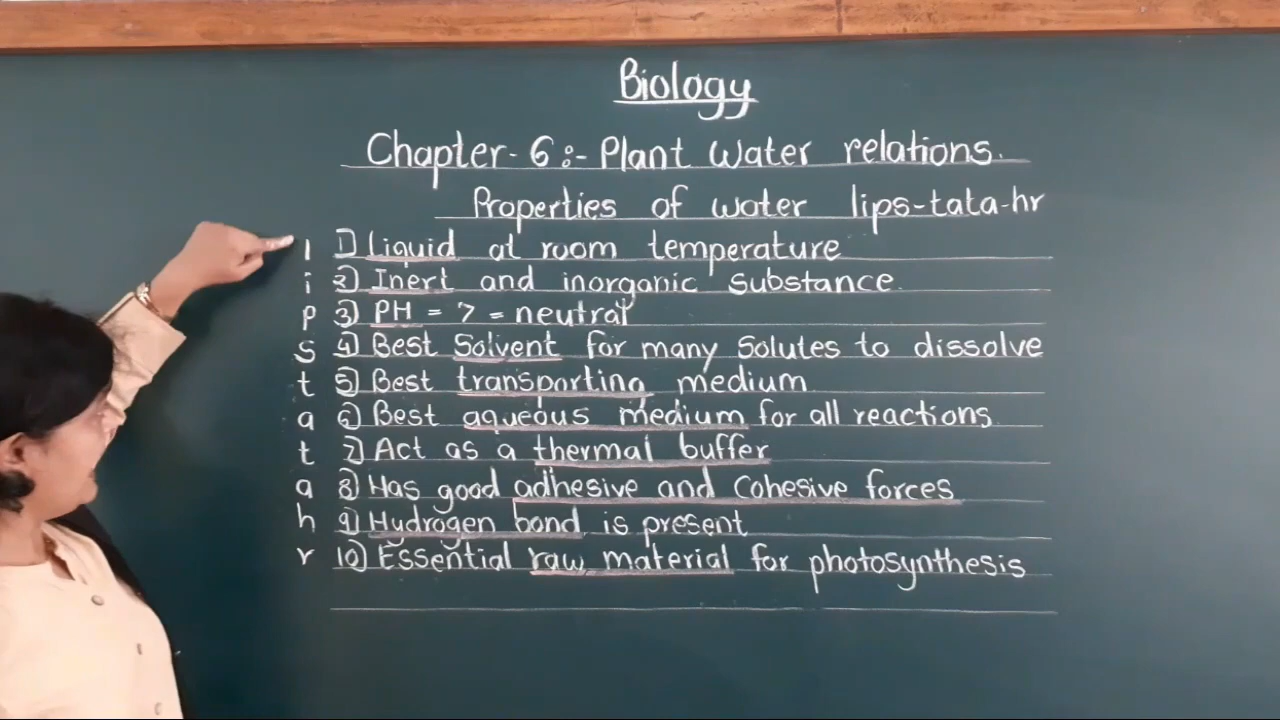 Biology
Chapter-6:- Plant Water relations.
Properties of water lips-tata-hr
l 1) Liquid at room temperature
i 2) Inert and inorganic substance.
p 3) PH = 7 = neutral
s 4) Best Solvent for many Solutes to dissolve
t 5) Best transporting medium
a 6) Best aqueous medium for all reactions.
t 7) Act as a thermal buffer
a 8) Has good adhesive and Cohesive forces
h 9) Hydrogen bond is present
r 10) Essential raw material for photosynthesis